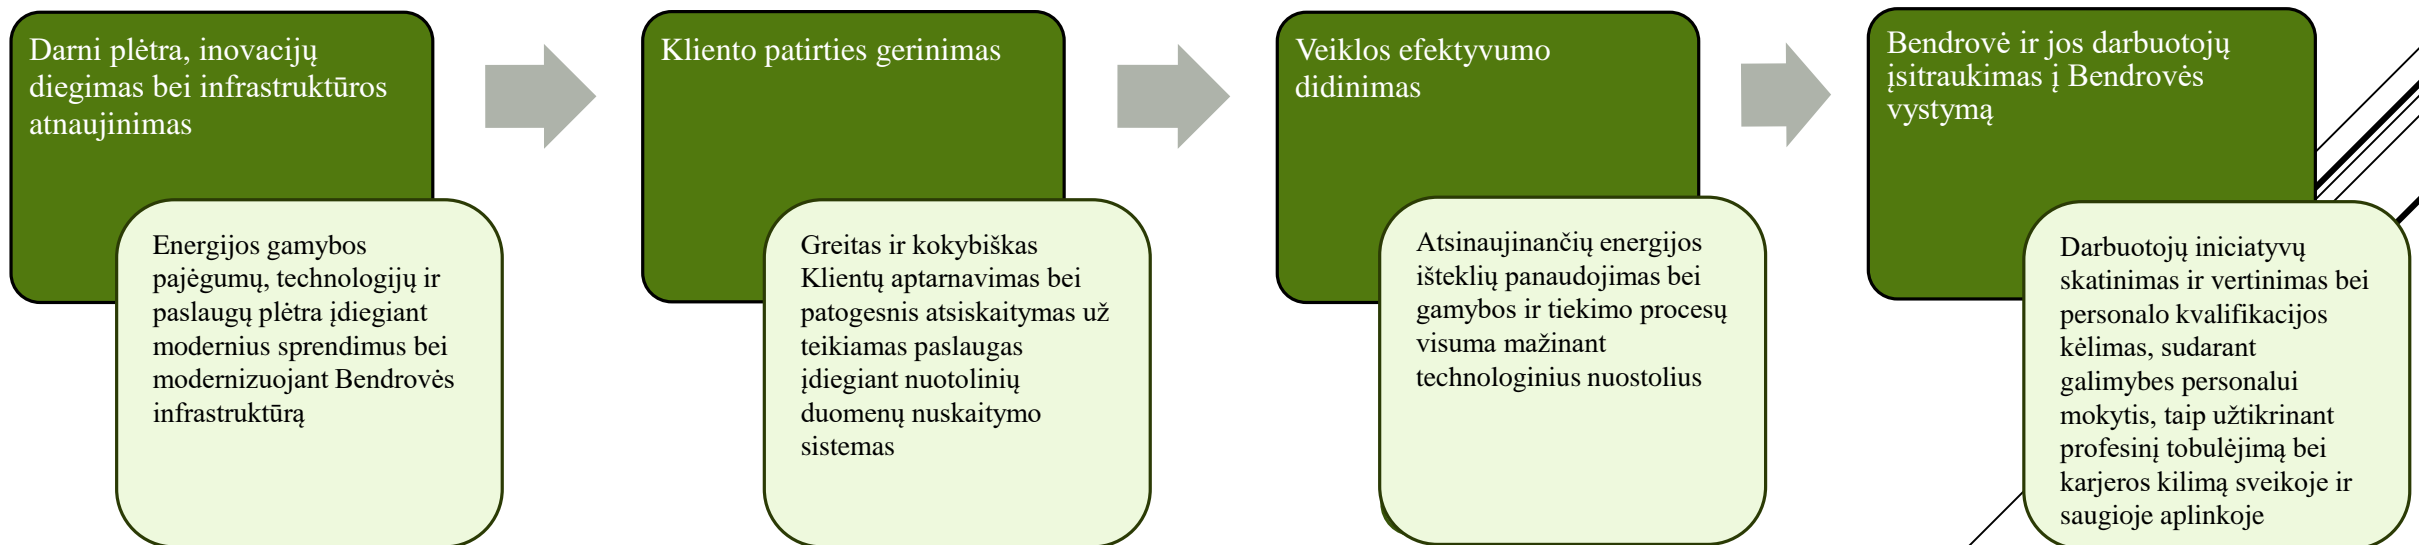 Darni plėtra, inovacijų
diegimas bei infrastruktūros
atnaujinimas
Energijos gamybos
pajėgumų, technologijų ir
paslaugų plėtra įdiegiant
modernius sprendimus bei
modernizuojant Bendrovės
infrastruktūrą
Kliento patirties gerinimas
Greitas ir kokybiškas
Klientų aptarnavimas bei
patogesnis atsiskaitymas už
teikiamas paslaugas
įdiegiant nuotolinių
duomenų nuskaitymo
sistemas
Veiklos efektyvumo
didinimas
Atsinaujinančių energijos
išteklių panaudojimas bei
gamybos ir tiekimo procesų
visuma mažinant
technologinius nuostolius
Bendrovė ir jos darbuotojų
įsitraukimas į Bendrovės
vystymą
Darbuotojų iniciatyvų
skatinimas ir vertinimas bei
personalo kvalifikacijos
kėlimas, sudarant
galimybes personalui
mokytis, taip užtikrinant
profesinį tobulėjimą bei
karjeros kilimą sveikoje ir
saugioje aplinkoje